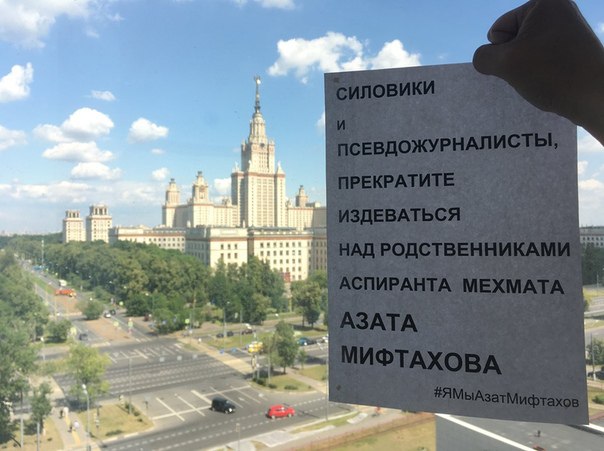 СИЛОВИКИ
И
ПСЕВДОЖУРНАЛИСТЫ,
ПРЕКРАТИТЕ
ИЗДЕВАТЬСЯ
НАД РОДСТВЕННИКАМИ
АСПИРАНТА МЕХМАТА
АЗАТА
МИФТАХОВА
#ЯМыАзатМифтахов